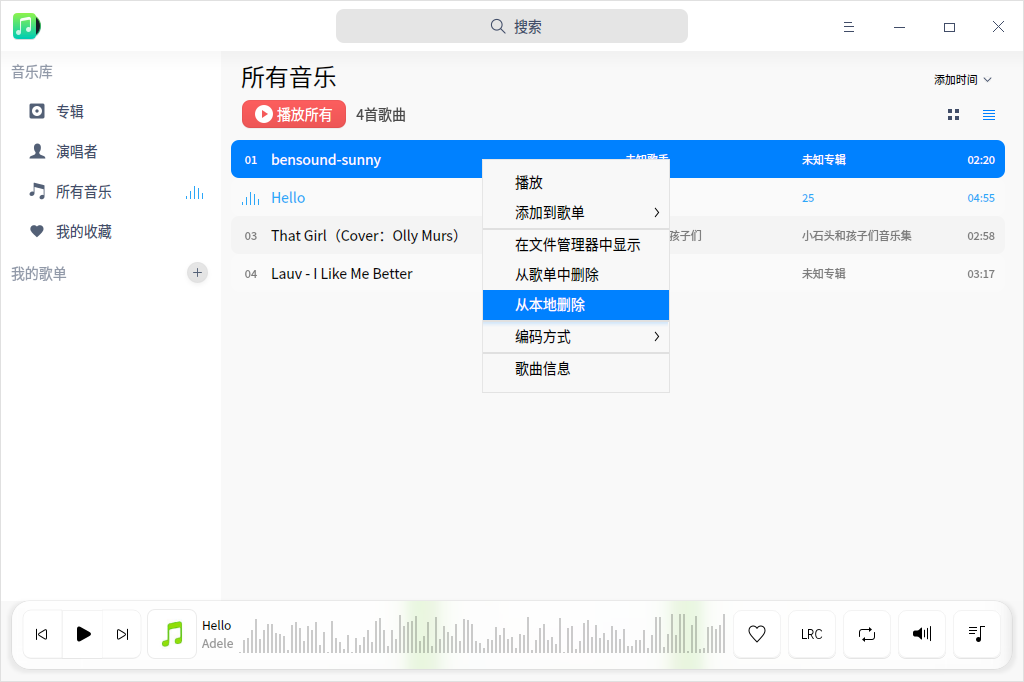 搜索
音乐库
专辑
演唱者
所有音乐
我的收藏
我的歌单
所有音乐
添加时间
播放所有 4首歌曲
01 bensound-sunny 未知歌手 未知专辑 02:20
Hello 25 04:55
03 That Girl（Cover：Olly Murs） 孩子们 小石头和孩子们音乐集 02:58
04 Lauv - I Like Me Better 未知专辑 03:17
播放
添加到歌单
在文件管理器中显示
从歌单中删除
从本地删除
编码方式
歌曲信息
Hello
Adele
LRC